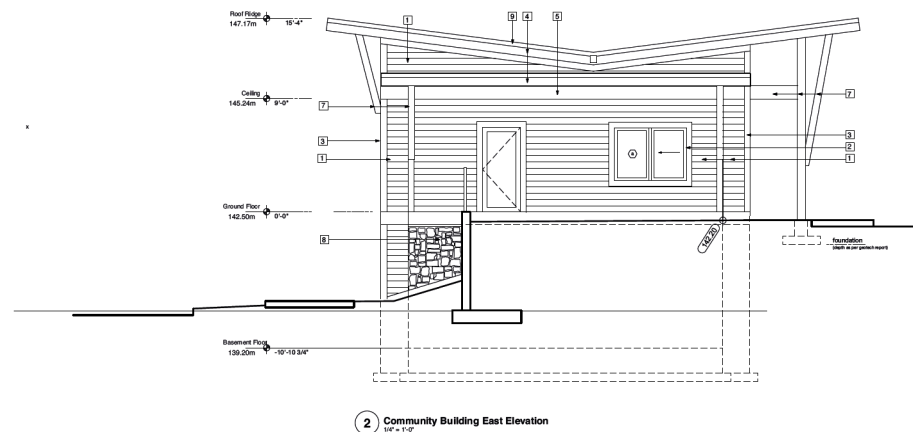 Roof Ridge
147.17m 15'-4"
1 9 4 5
Ceiling
145.24m 9'-0"
7 7
x
3 3
2
1 1
a
Ground Floor
142.50m 0'-0"
8
142.20
foundation
(depth as per geotech report)
Basement Floor
139.20m -10'-10 3/4"
2 Community Building East Elevation
1/4" = 1'-0"